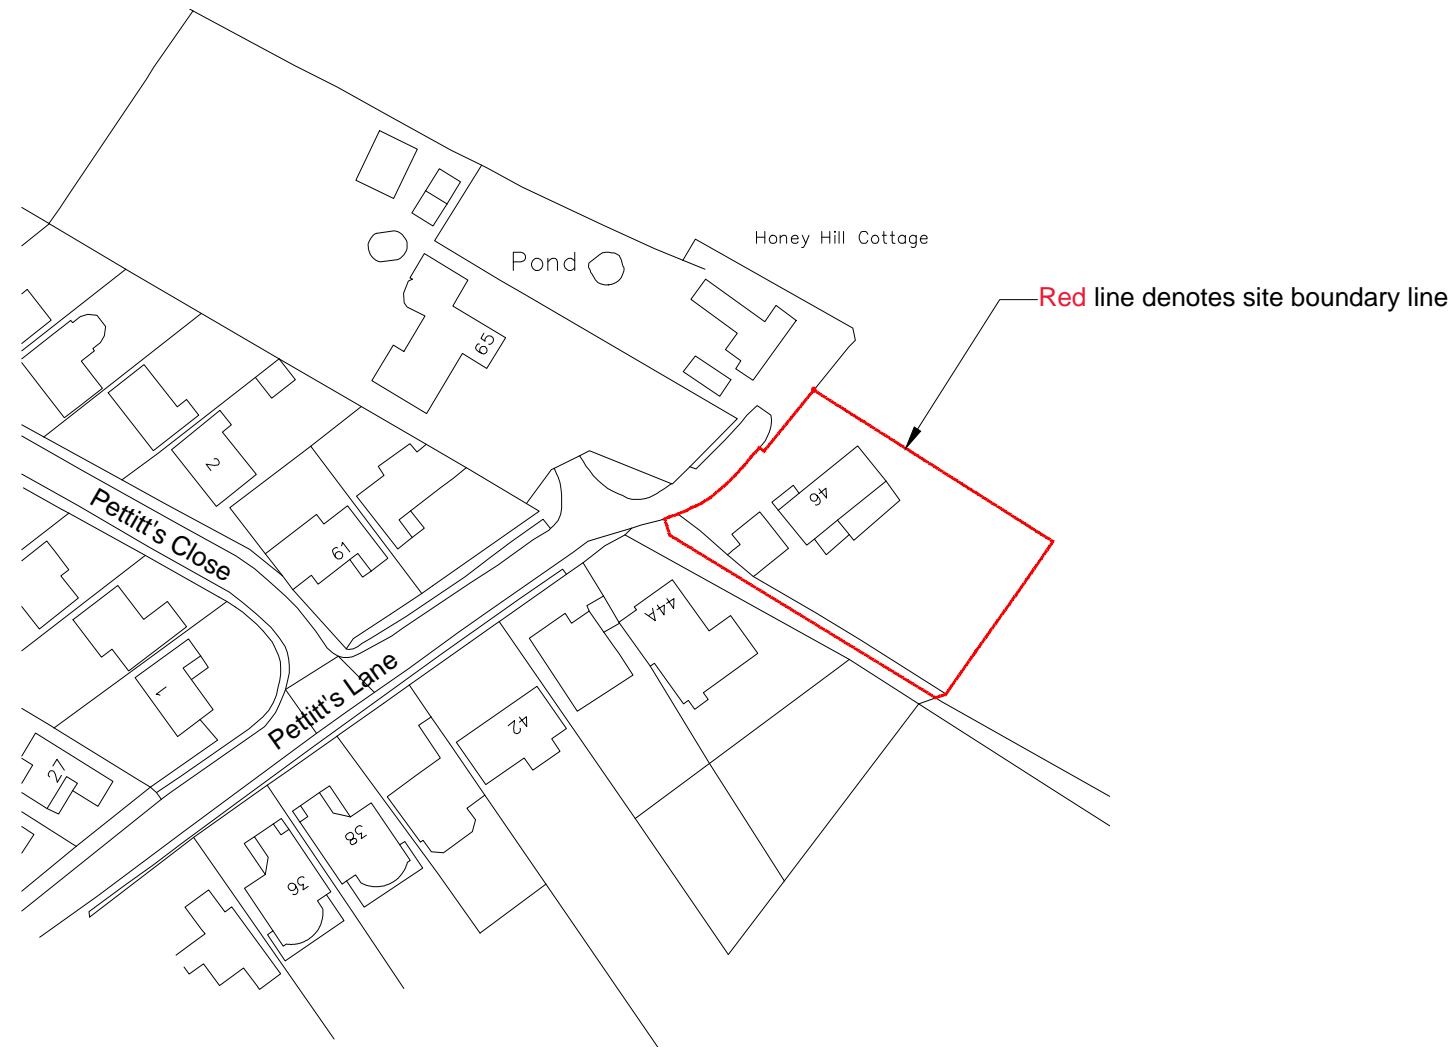 Honey Hill Cottage
Pond
Red line denotes site boundary line
65
2
46
Pettitt's Close
61
44A
1
Pettitt's Lane
42
27
38
36